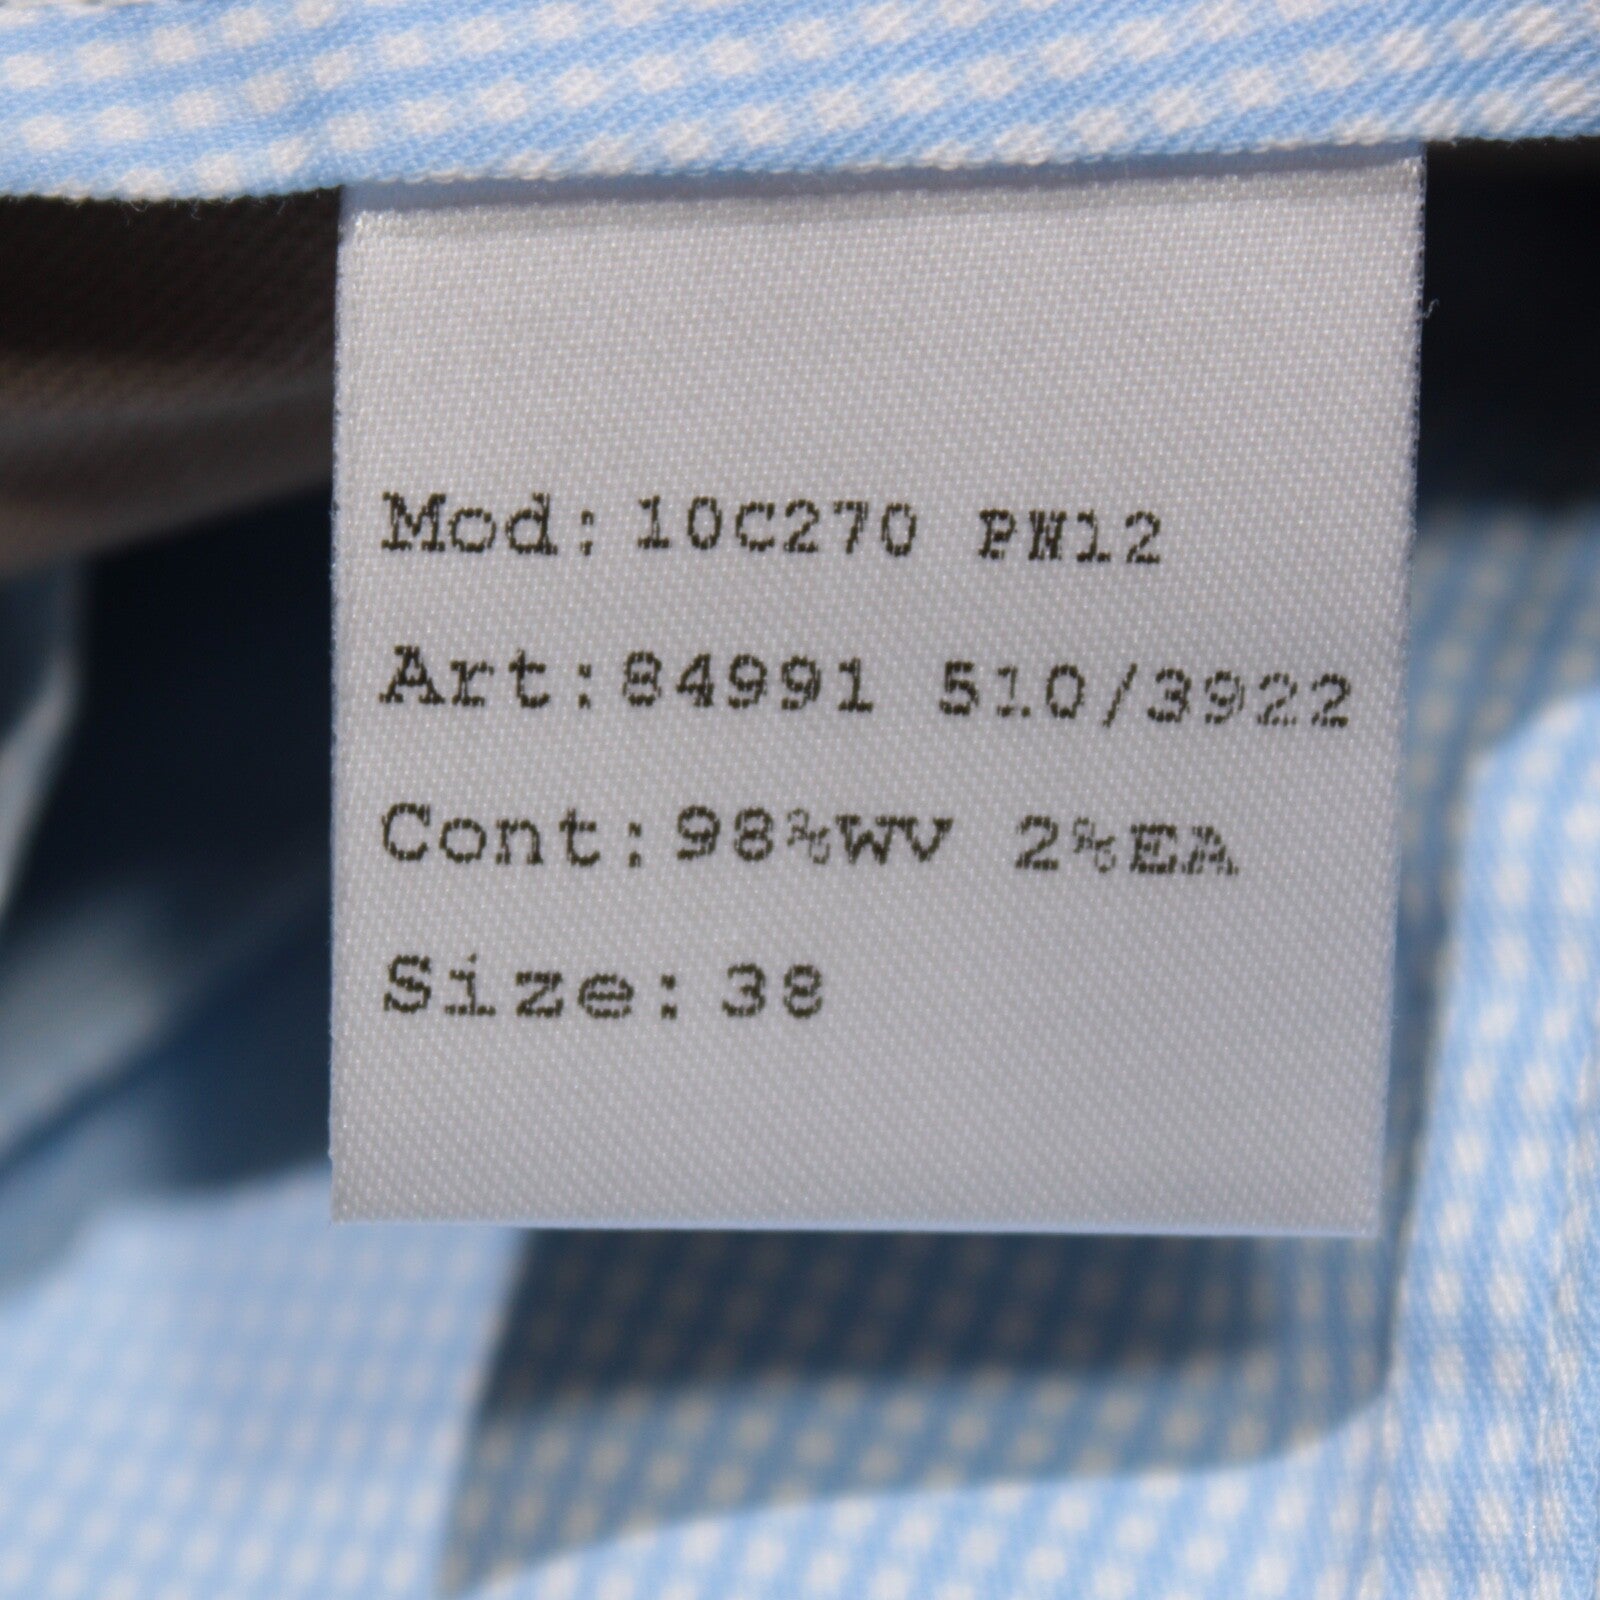 Mod: 10C270 PN12
Art: 84991 510/3922
Cont: 98%WV 2%EA
Size: 38